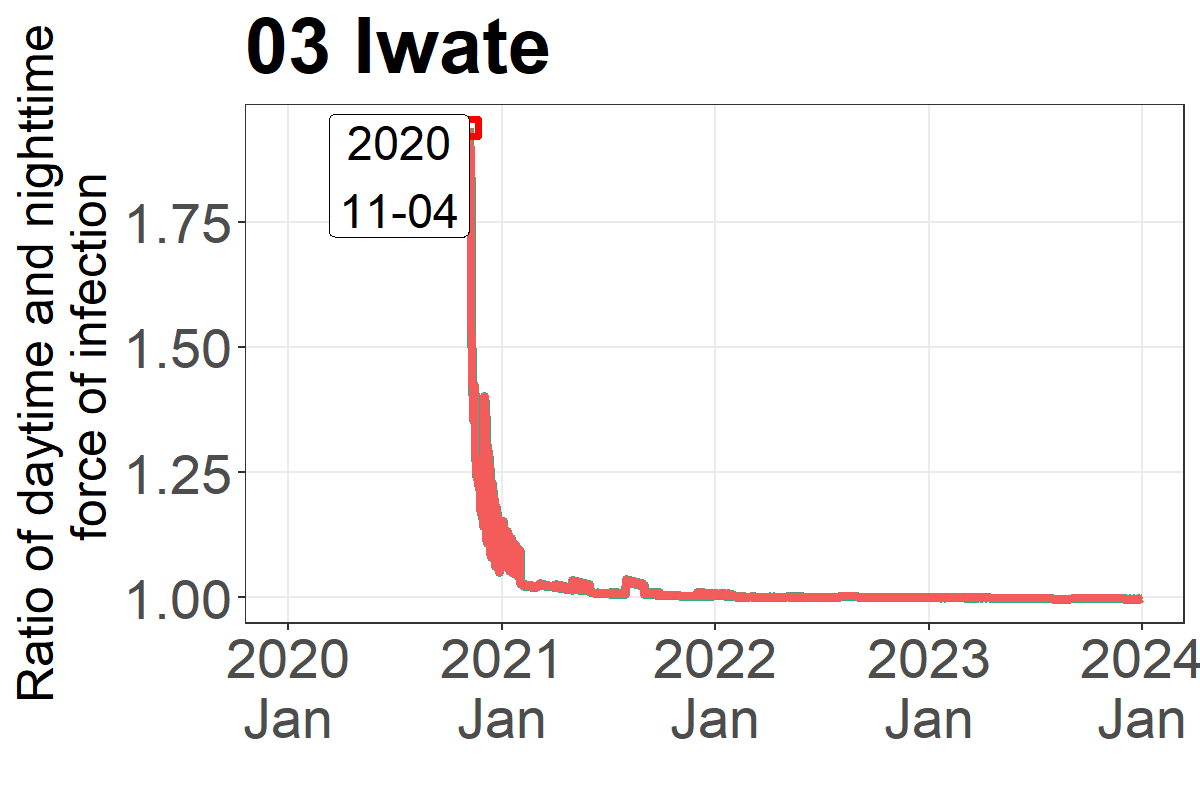 03 Iwate
Ratio of daytime and nighttime
force of infection
2020
11-04
1.75
1.50
1.25
1.00
2020
Jan
2021
Jan
2022
Jan
2023
Jan
2024
Jan